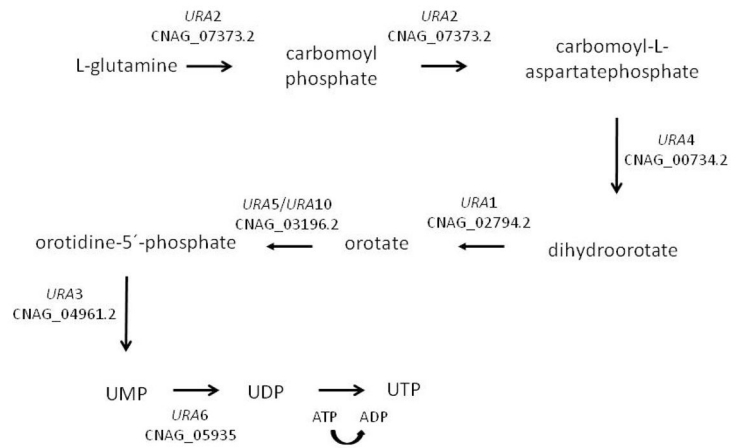 URA2
CNAG_07373.2
L-glutamine
carbomoyl
phosphate
URA2
CNAG_07373.2
carbomoyl-L-
aspartatephosphate
URA4
CNAG_00734.2
dihydroorotate
URA1
CNAG_02794.2
orotate
URA5/URA10
CNAG_03196.2
orotidine-5´-phosphate
URA3
CNAG_04961.2
UMP
URA6
CNAG_05935
UDP
ATP ADP
UTP